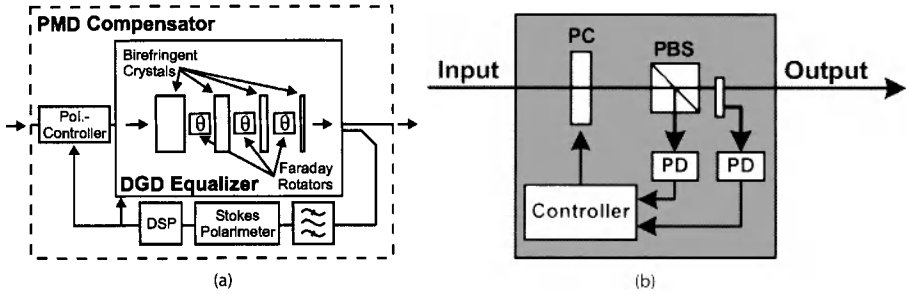 PMD Compensator
Birefringent
Crystals
Pol.-
Controller
θ θ θ
Faraday
Rotators
DGD Equalizer
DSP
Stokes
Polarimeter
(a)
PC
PBS
Input
Output
PD
PD
Controller
(b)